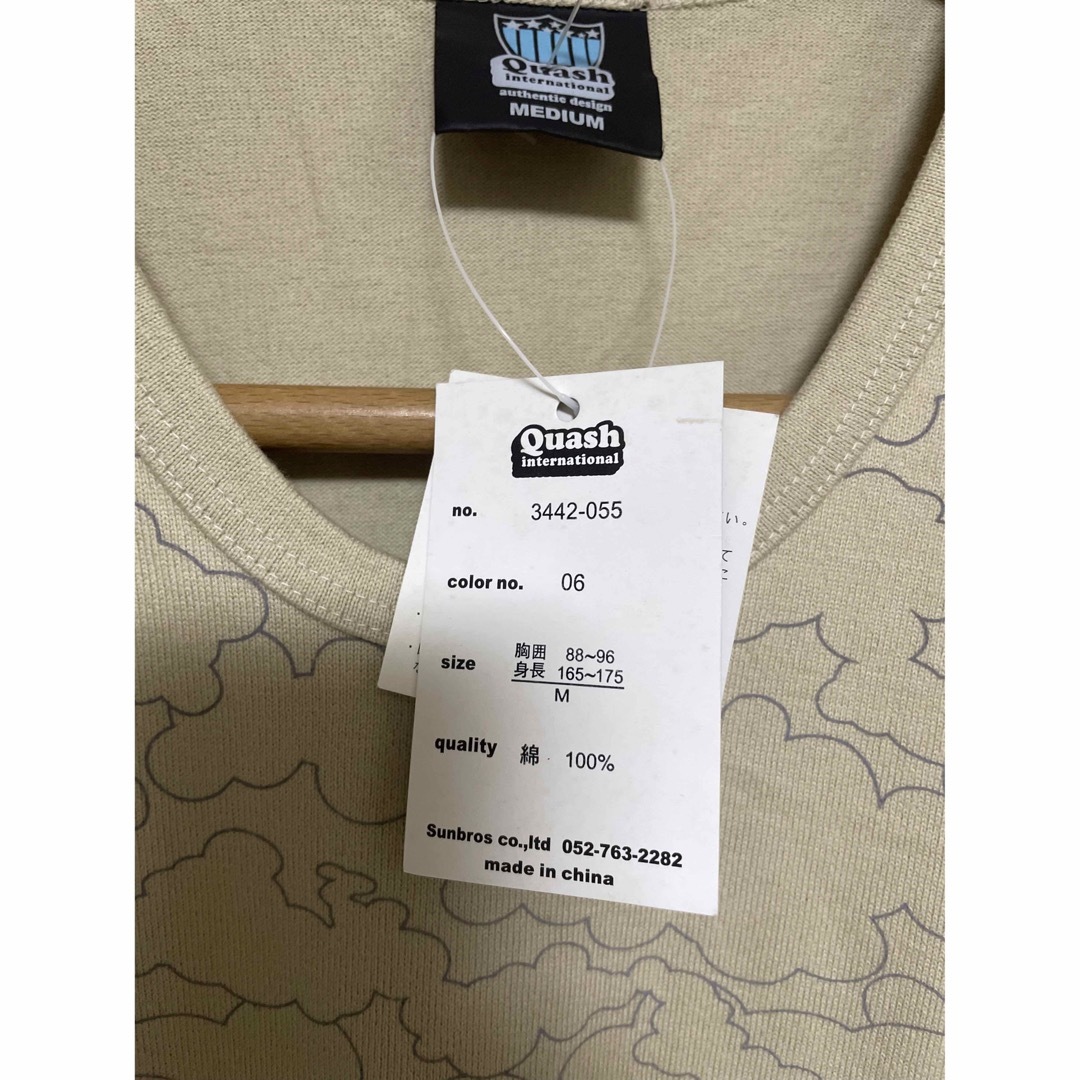 Quash
international
authentic design
MEDIUM
Quash
international
no. 3442-055
color no. 06
size 胸囲 88~96
身長 165~175
M
quality 綿 100%
Sunbros co.,ltd 052-763-2282
made in china
い。